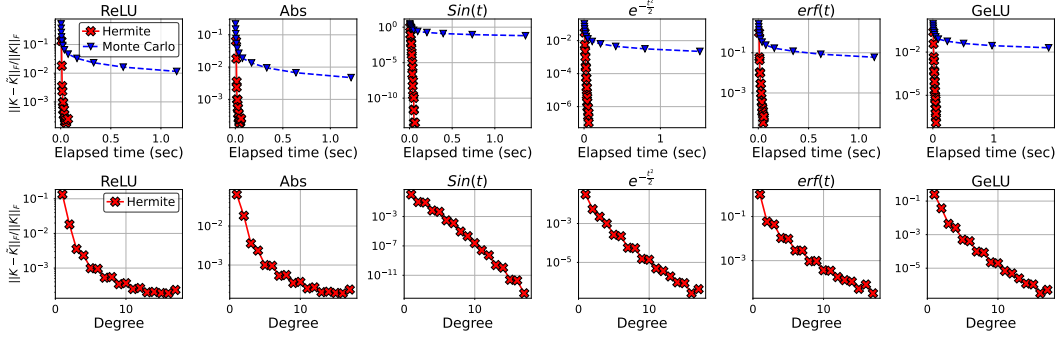 ReLU
Abs
Sin(t)
e^{-\frac{t^2}{2}}
erf(t)
GeLU
||K − K̃||_F/||K||_F
Hermite
Monte Carlo
10^{-1}
10^{-2}
10^{-3}
10^{-1}
10^{-2}
10^{-3}
10^0
10^{-5}
10^{-10}
10^{-2}
10^{-4}
10^{-6}
10^{-1}
10^{-3}
10^{-2}
10^{-5}
0.0 0.5 1.0
0.0 0.5 1.0
0.0 0.5 1.0
0 1
0.0 0.5 1.0
0 1
Elapsed time (sec)
Elapsed time (sec)
Elapsed time (sec)
Elapsed time (sec)
Elapsed time (sec)
Elapsed time (sec)
ReLU
Abs
Sin(t)
e^{-\frac{t^2}{2}}
erf(t)
GeLU
||K − K̃||_F/||K||_F
Hermite
10^{-1}
10^{-2}
10^{-3}
10^{-2}
10^{-3}
10^{-3}
10^{-7}
10^{-11}
10^{-3}
10^{-5}
10^{-1}
10^{-3}
10^{-1}
10^{-3}
10^{-5}
10
0 10
0 10
0 10
0 10
0 10
Degree
Degree
Degree
Degree
Degree
Degree